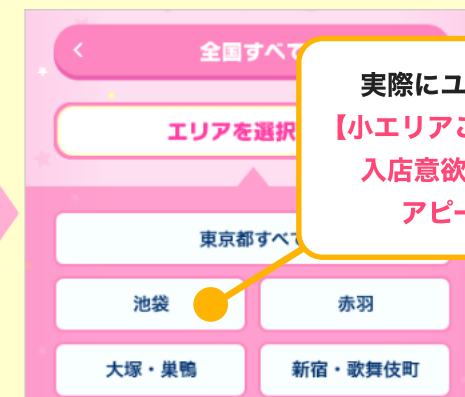 全国すべて
実際にユ
エリアを選択
【小エリアご
入店意欲
アピー
東京都すべて
池袋
赤羽
大塚・巣鴨
新宿・歌舞伎町